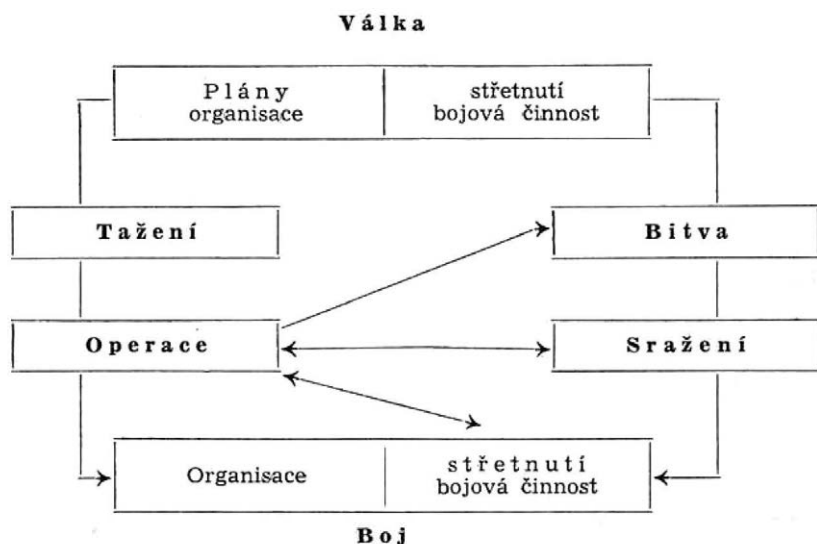 Válka
Plány
organisace
střetnutí
bojová činnost
Tažení
Bitva
Operace
Sražení
Organisace
střetnutí
bojová činnost
Boj